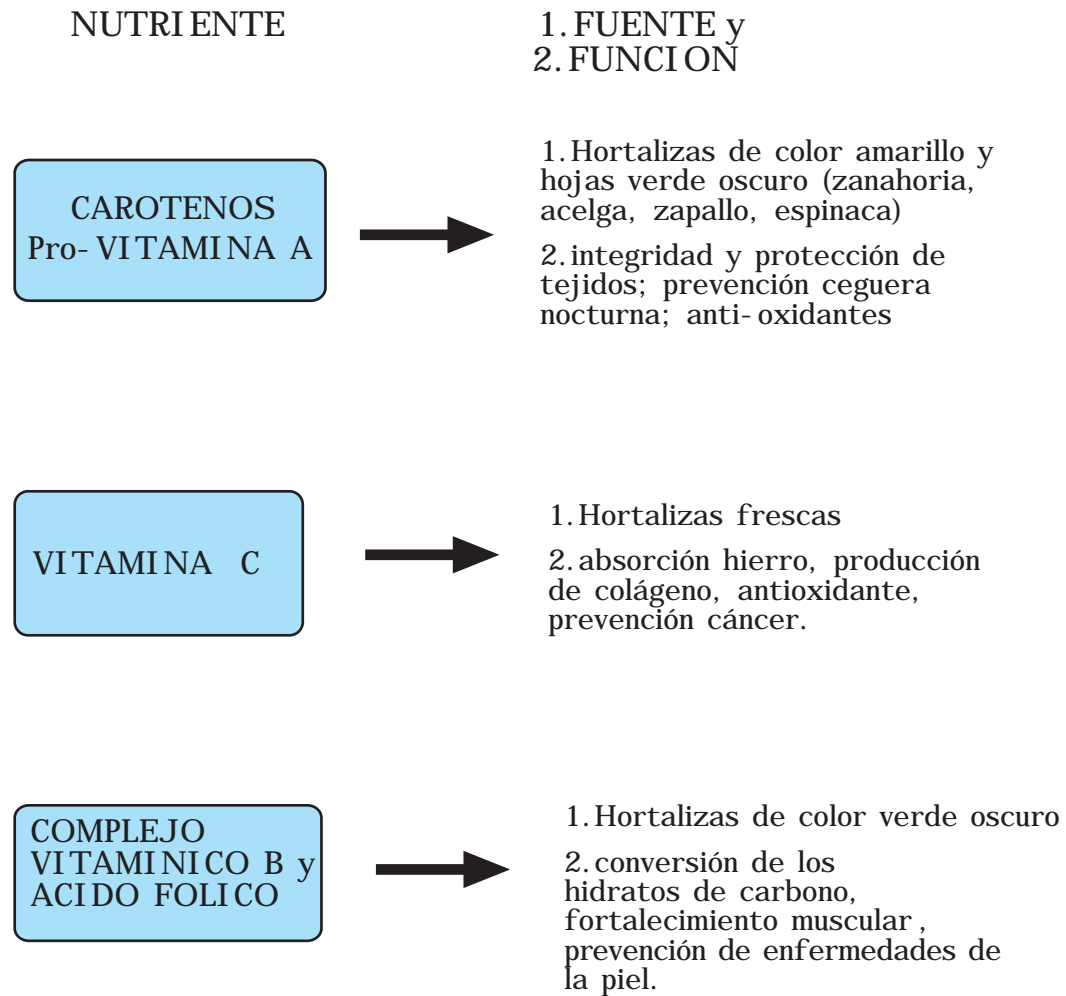 NUTRIENTE
1. FUENTE y
2. FUNCION
CAROTENOS
Pro-VITAMINA A
1. Hortalizas de color amarillo y
hojas verde oscuro (zanahoria,
acelga, zapallo, espinaca)
2. integridad y protección de
tejidos; prevención ceguera
nocturna; anti-oxidantes
VITAMINA C
1. Hortalizas frescas
2. absorción hierro, producción
de colágeno, antioxidante,
prevención cáncer.
COMPLEJO
VITAMINICO B y
ACIDO FOLICO
1. Hortalizas de color verde oscuro
2. conversión de los
hidratos de carbono,
fortalecimiento muscular,
prevención de enfermedades de
la piel.